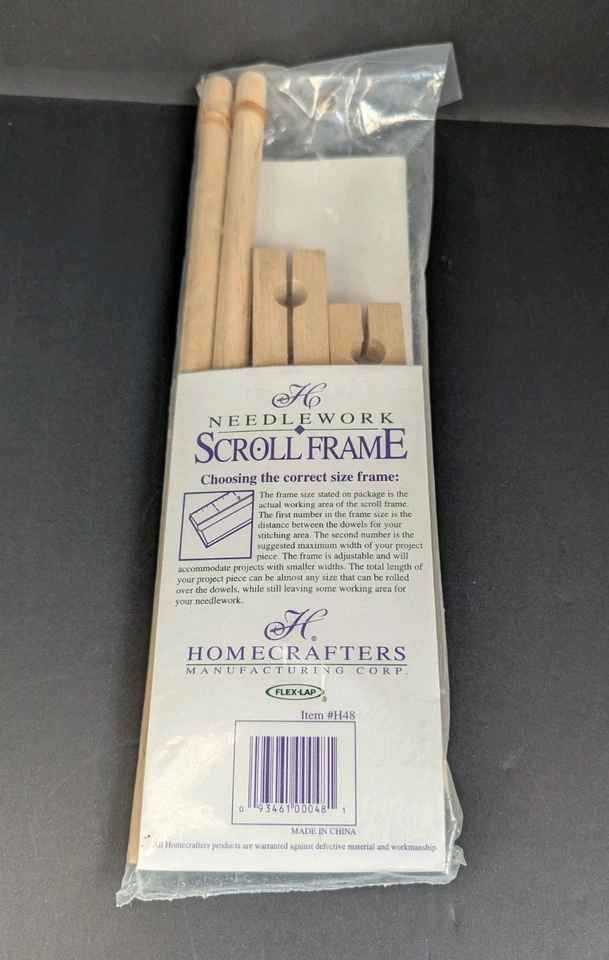 H
NEEDLEWORK
SCROLL FRAME
Choosing the correct size frame:
The frame size stated on package is the
actual working area of the scroll frame.
The first number in the frame size is the
distance between the dowels for your
stitching area. The second number is the
suggested maximum width of your project
piece. The frame is adjustable and will
accommodate projects with smaller widths. The total length of
your project piece can be almost any size that can be rolled
over the dowels, while still leaving some working area for
your needlework.
H®
HOMECRAFTERS
MANUFACTURING CORP.
FLEX-LAP®
Item #H48
0 93461 00048 1
MADE IN CHINA
All Homecrafters products are warranted against defective material and workmanship.